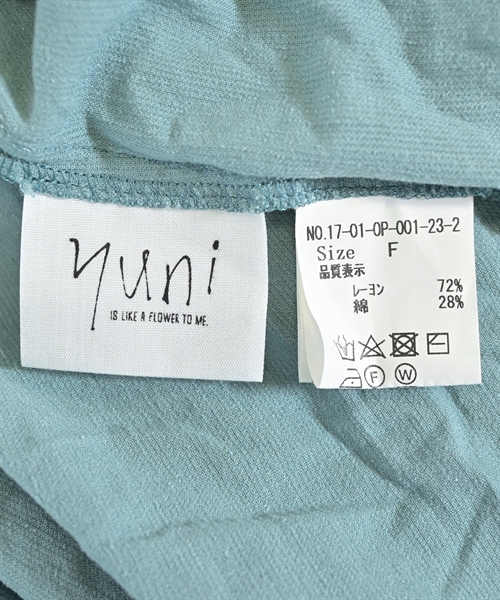 yuni
IS LIKE A FLOWER TO ME.
NO.17-01-OP-001-23-2
Size F
品質表示
レーヨン 72%
綿 28%
F W